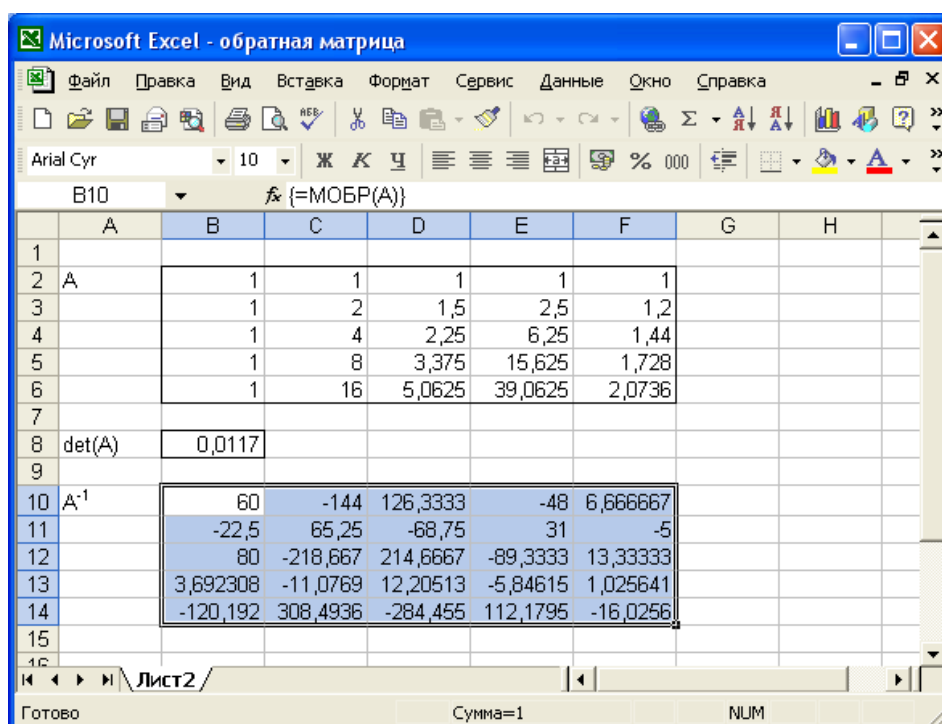 Microsoft Excel - обратная матрица
Файл Правка Вид Вставка Формат Сервис Данные Окно Справка
Arial Cyr 10 Ж К Ч % 000
B10 fx {=МОБР(A)}
A B C D E F G H
1
2 A 1 1 1 1 1
3 1 2 1,5 2,5 1,2
4 1 4 2,25 6,25 1,44
5 1 8 3,375 15,625 1,728
6 1 16 5,0625 39,0625 2,0736
7
8 det(A) 0,0117
9
10 A-1 60 -144 126,3333 -48 6,666667
11 -22,5 65,25 -68,75 31 -5
12 80 -218,667 214,6667 -89,3333 13,33333
13 3,692308 -11,0769 12,20513 -5,84615 1,025641
14 -120,192 308,4936 -284,455 112,1795 -16,0256
15
16
Лист2
Готово Сумма=1 NUM